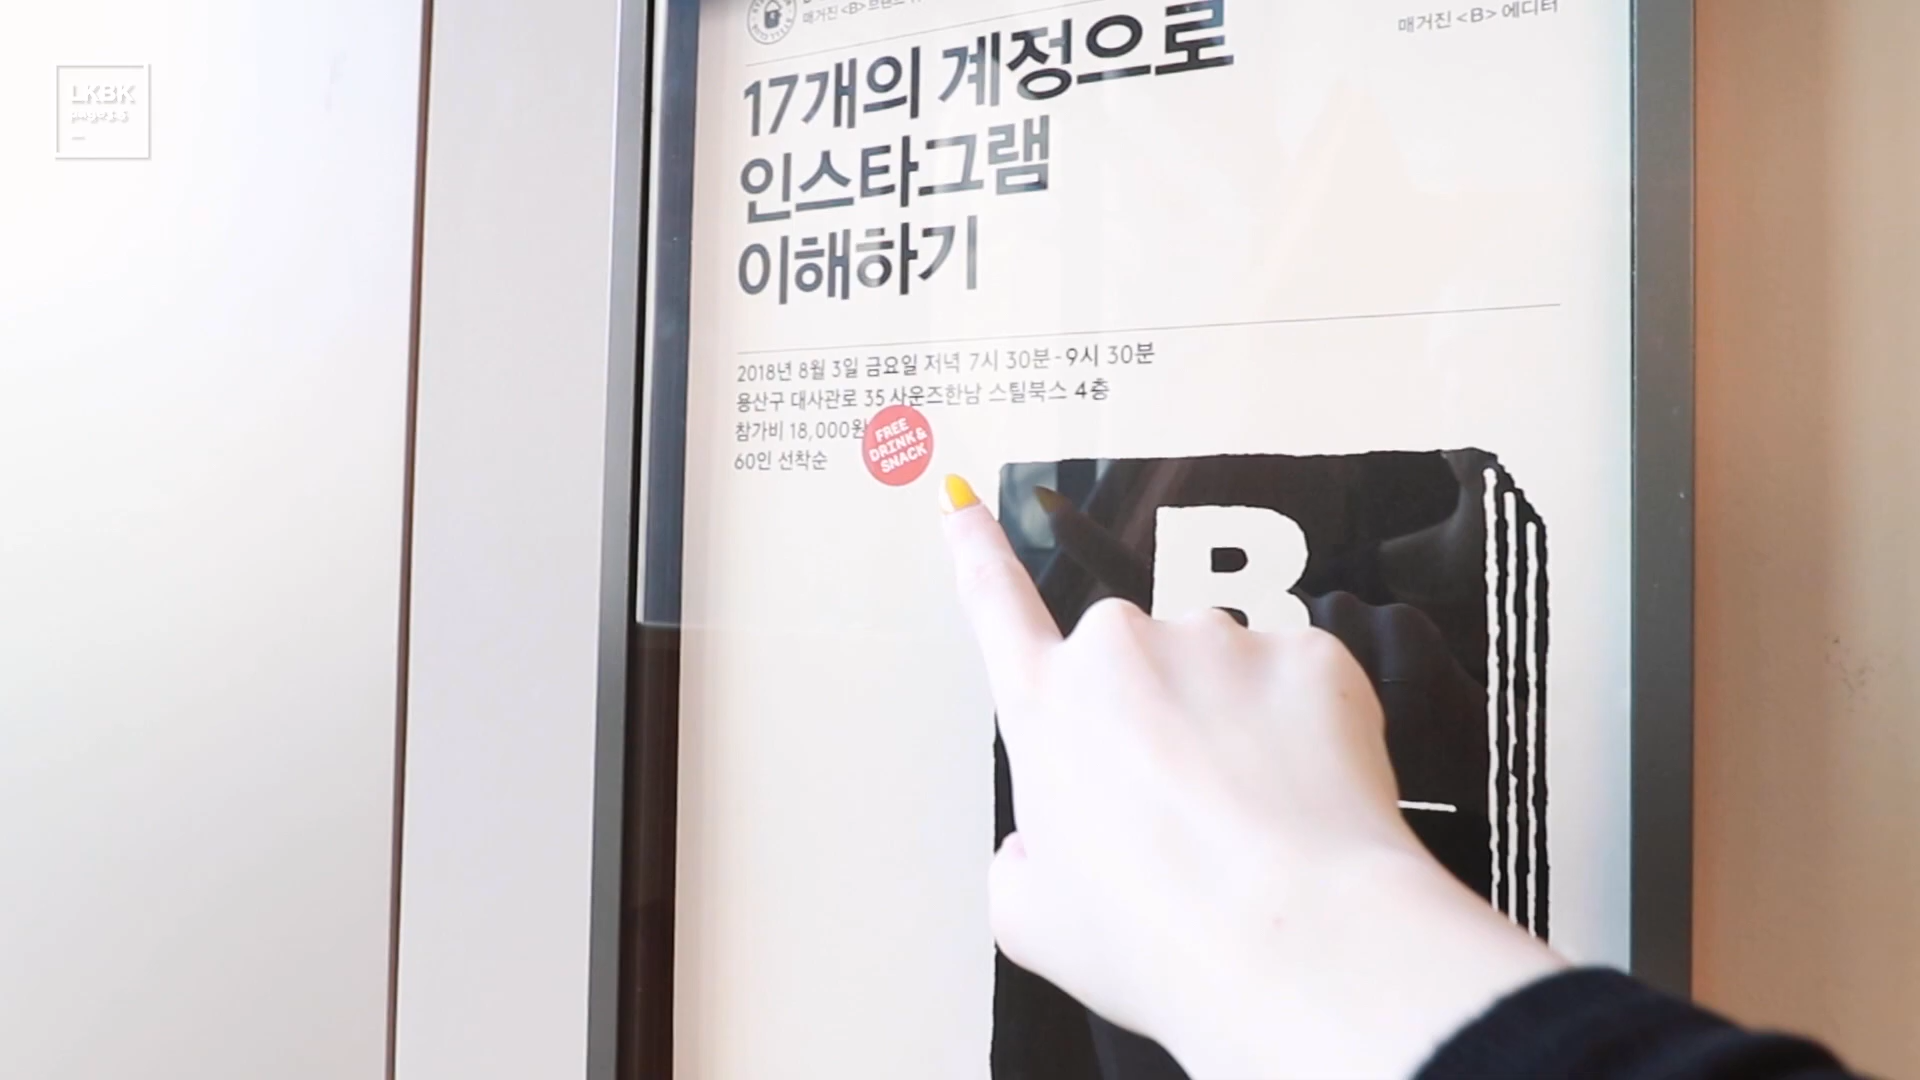 LKBK
매거진 <B>
매거진 <B> 에디터
17개의 계정으로
인스타그램
이해하기
2018년 8월 3일 금요일 저녁 7시 30분-9시 30분
용산구 대사관로 35 사운즈한남 스틸북스 4층
참가비 18,000원
60인 선착순
FREE
DRINK &
SNACK
B